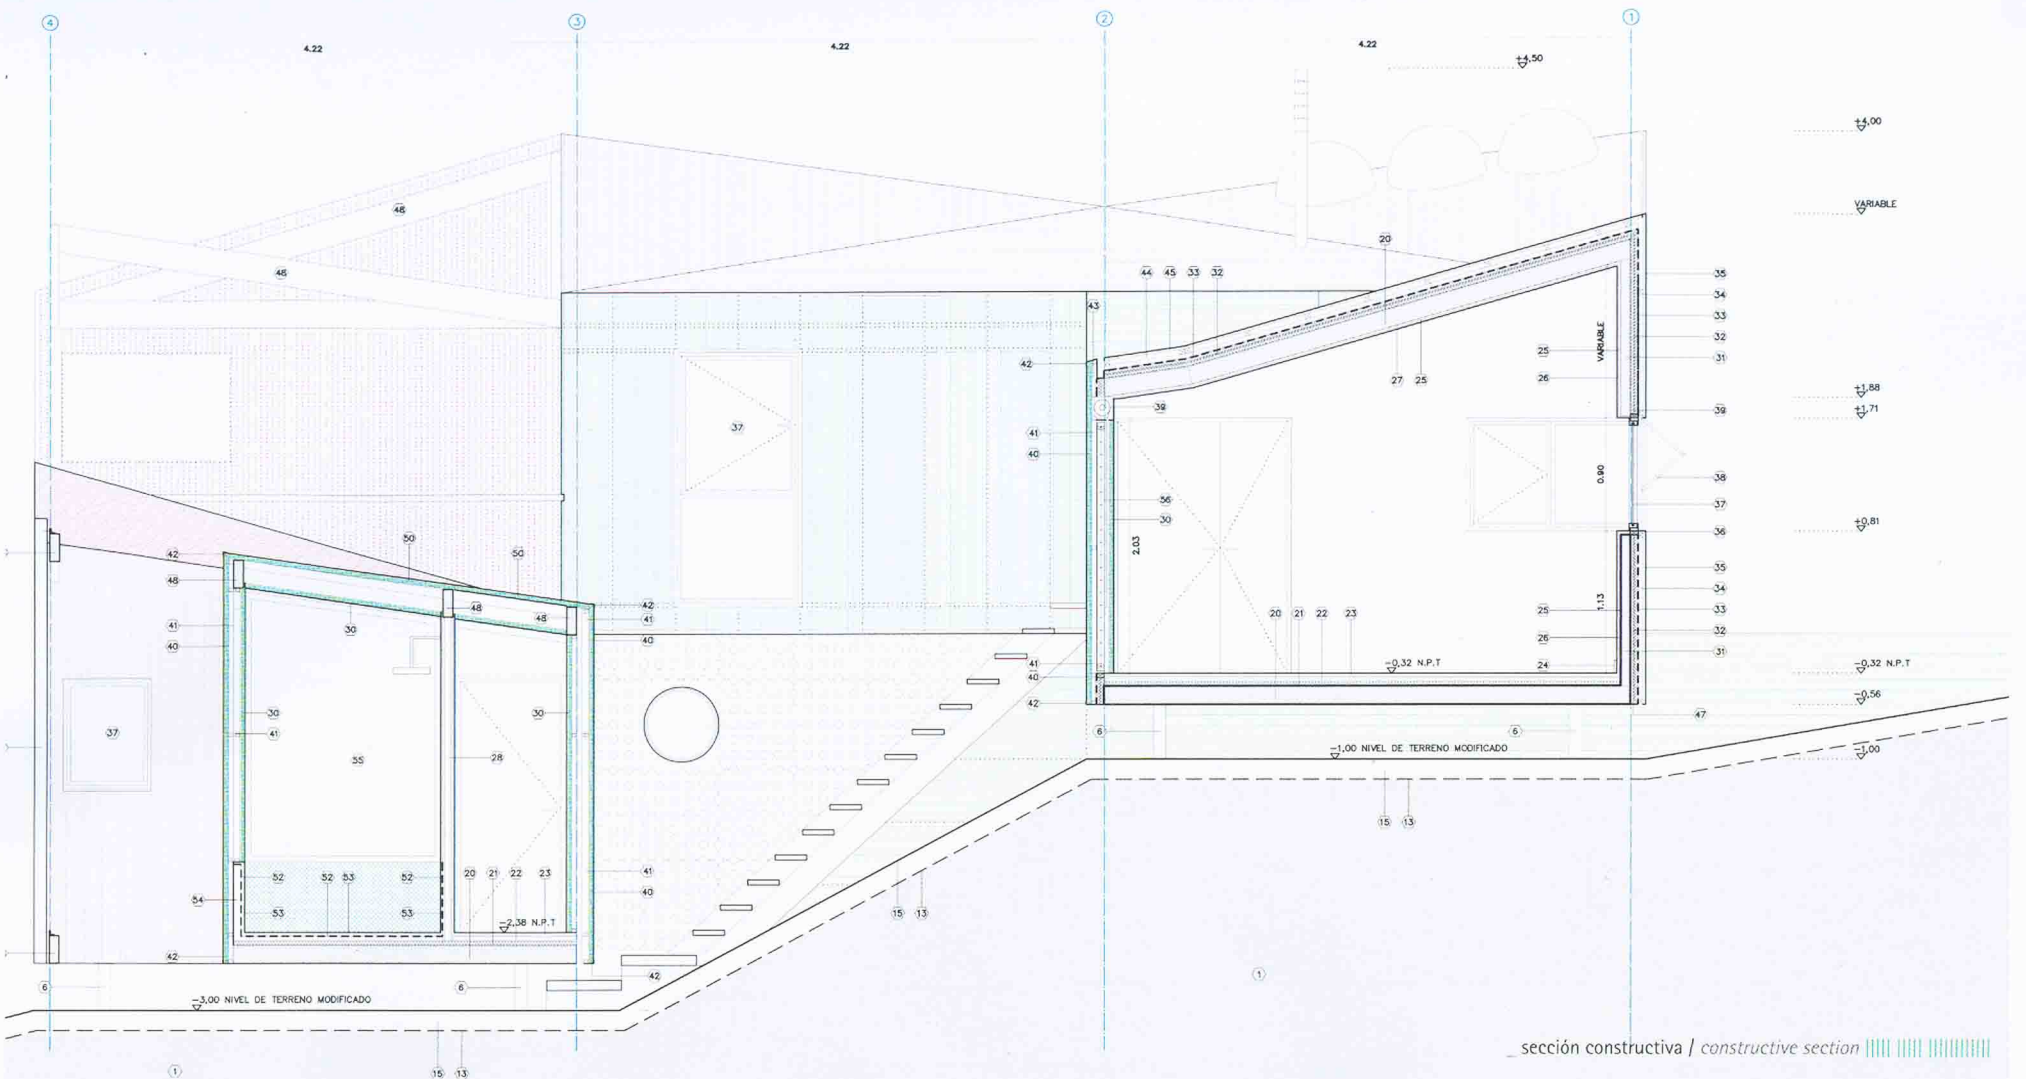 4 3 2 1
4.22 4.22 4.22
+4,50
+4,00
VARIABLE
48
20
48 44 45 33 32 35
34
43 33
VARIABLE 32
25 31
42 27 25 26
+1,88
39 39 +1,71
37
41
40
0.90 38
56 37
30 +0,81
36
2.03
50
42 50 35
48 34
42 48 1.13 25 33
41 48 41 20 21 22 23
30 32
40 40 26
31
41 -0,32 N.P.T 24 -0,32 N.P.T
40
-0,56
42
30 30 47
37 41 6 6
28 -1,00 NIVEL DE TERRENO MODIFICADO -1,00
55
15 13
52 52 53 52 20 21 22 23 41
54 40
53 53 -2,38 N.P.T 15 13
42
42 1
6 6
-3,00 NIVEL DE TERRENO MODIFICADO
1 15 13
sección constructiva / constructive section